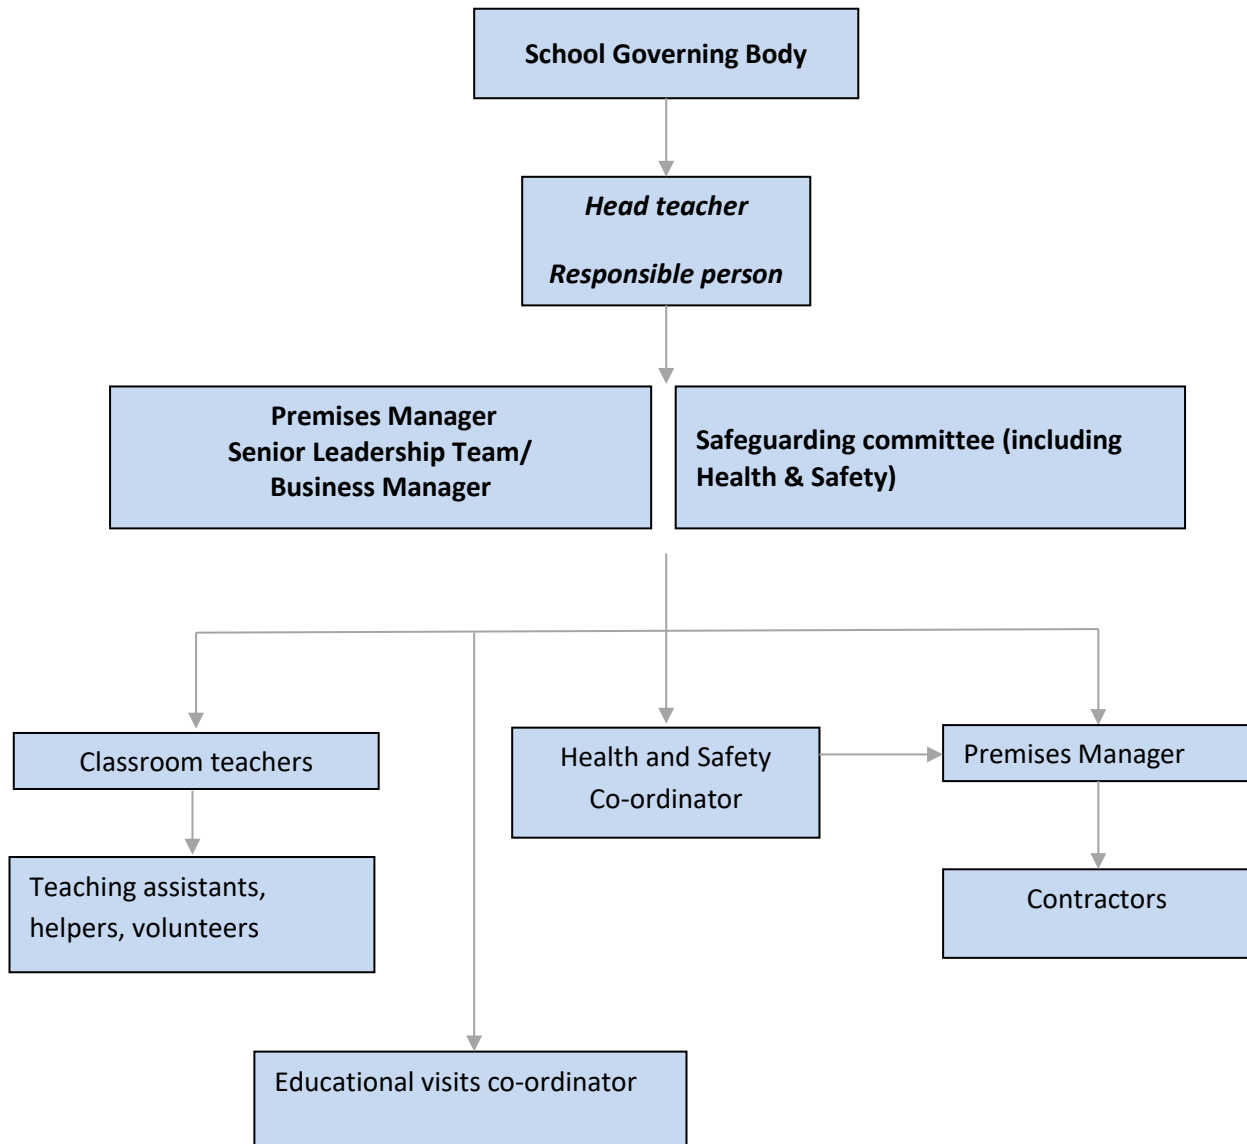 School Governing Body
Head teacher
Responsible person
Premises Manager
Senior Leadership Team/
Business Manager
Safeguarding committee (including
Health & Safety)
Classroom teachers
Health and Safety
Co-ordinator
Premises Manager
Teaching assistants,
helpers, volunteers
Contractors
Educational visits co-ordinator